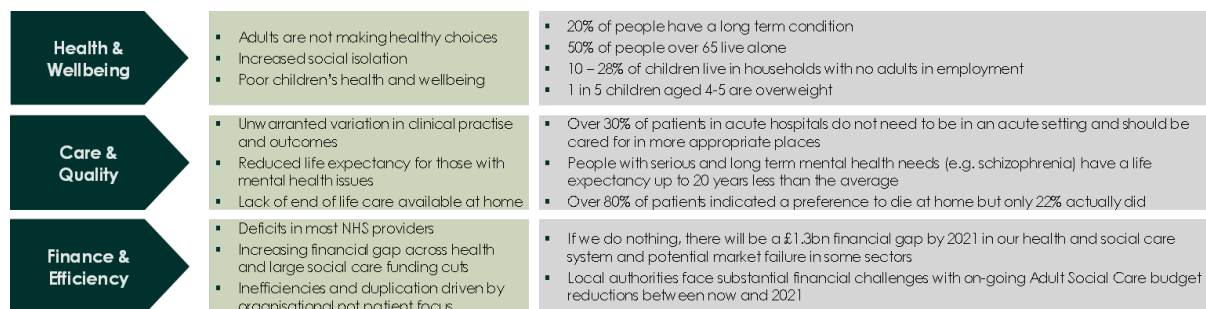 Health &
Wellbeing
Adults are not making healthy choices
Increased social isolation
Poor children's health and wellbeing
20% of people have a long term condition
50% of people over 65 live alone
10 – 28% of children live in households with no adults in employment
1 in 5 children aged 4-5 are overweight
Care &
Quality
Unwarranted variation in clinical practise
and outcomes
Reduced life expectancy for those with
mental health issues
Lack of end of life care available at home
Over 30% of patients in acute hospitals do not need to be in an acute setting and should be
cared for in more appropriate places
People with serious and long term mental health needs (e.g. schizophrenia) have a life
expectancy up to 20 years less than the average
Over 80% of patients indicated a preference to die at home but only 22% actually did
Finance &
Efficiency
Deficits in most NHS providers
Increasing financial gap across health
and large social care funding cuts
Inefficiencies and duplication driven by
organisational not patient focus
If we do nothing, there will be a £1.3bn financial gap by 2021 in our health and social care
system and potential market failure in some sectors
Local authorities face substantial financial challenges with on-going Adult Social Care budget
reductions between now and 2021